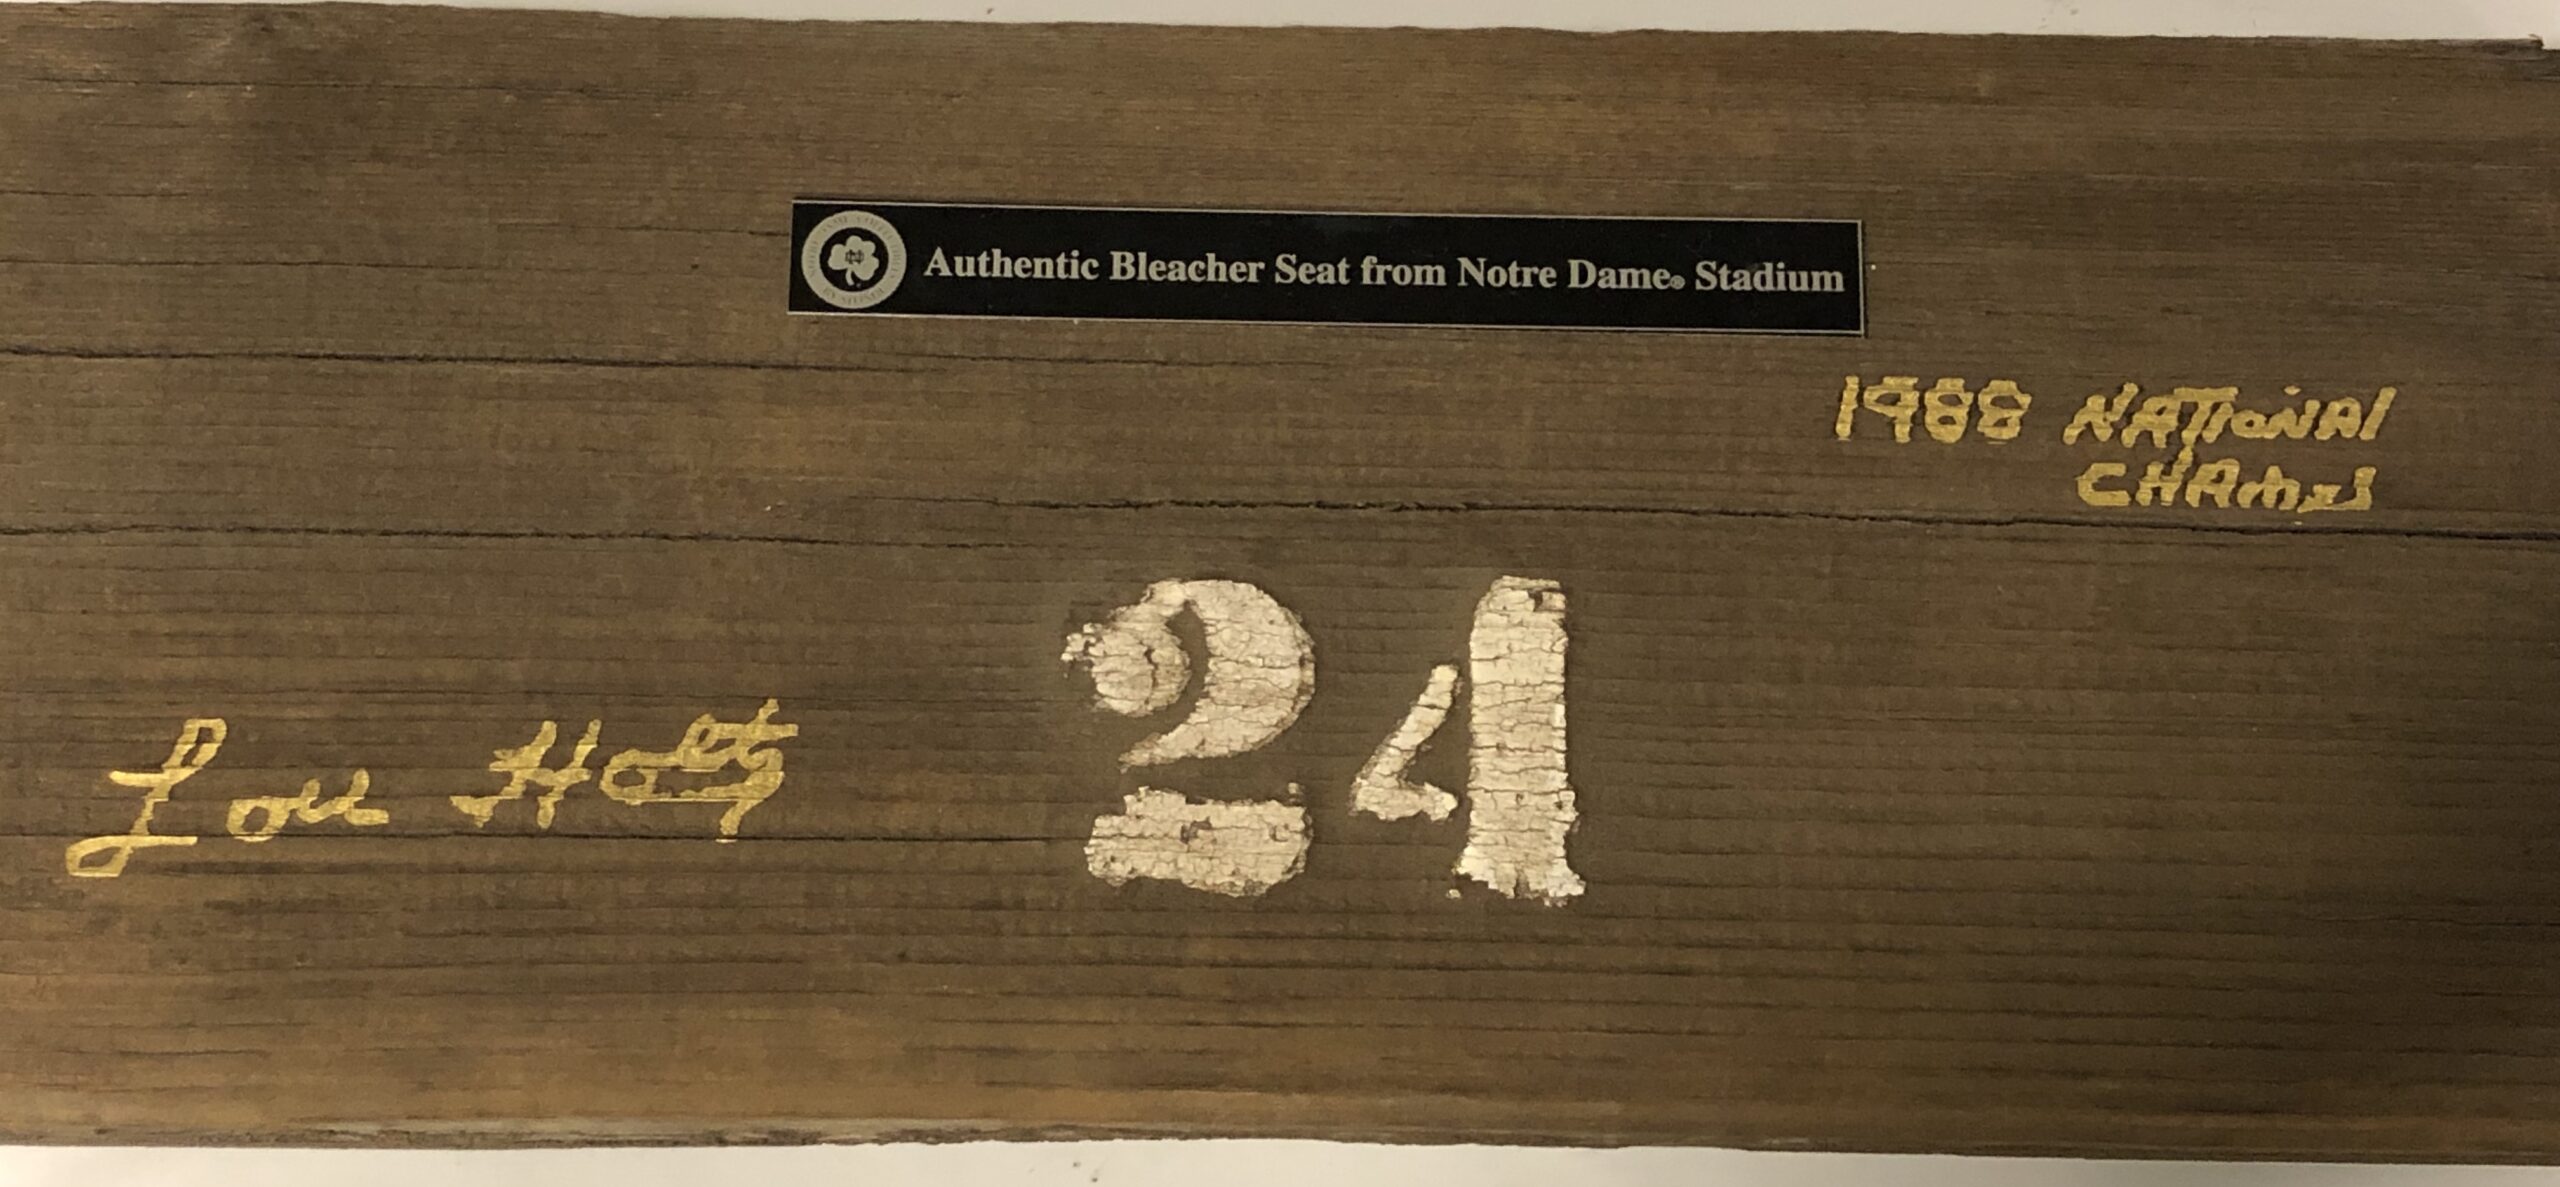 Authentic Bleacher Seat from Notre Dame® Stadium
1988 NATIONAL
CHAMPS
24
Lou Holtz